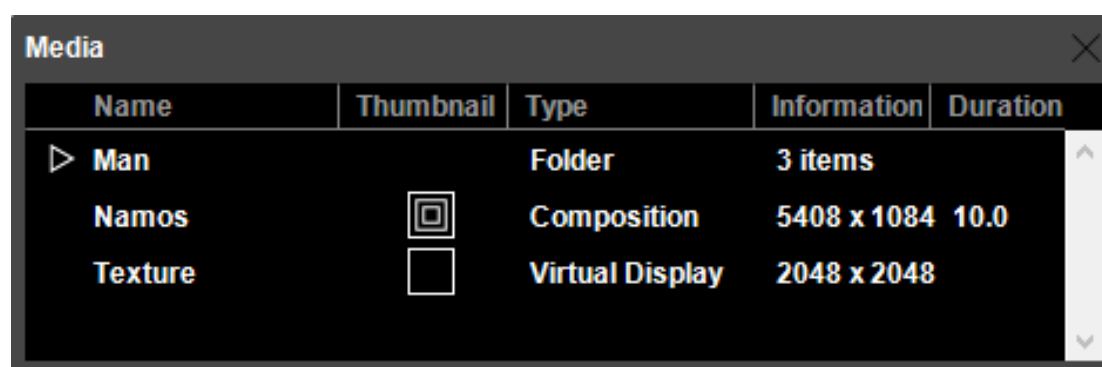 Media
Name Thumbnail Type Information Duration
Man Folder 3 items
Namos Composition 5408 x 1084 10.0
Texture Virtual Display 2048 x 2048